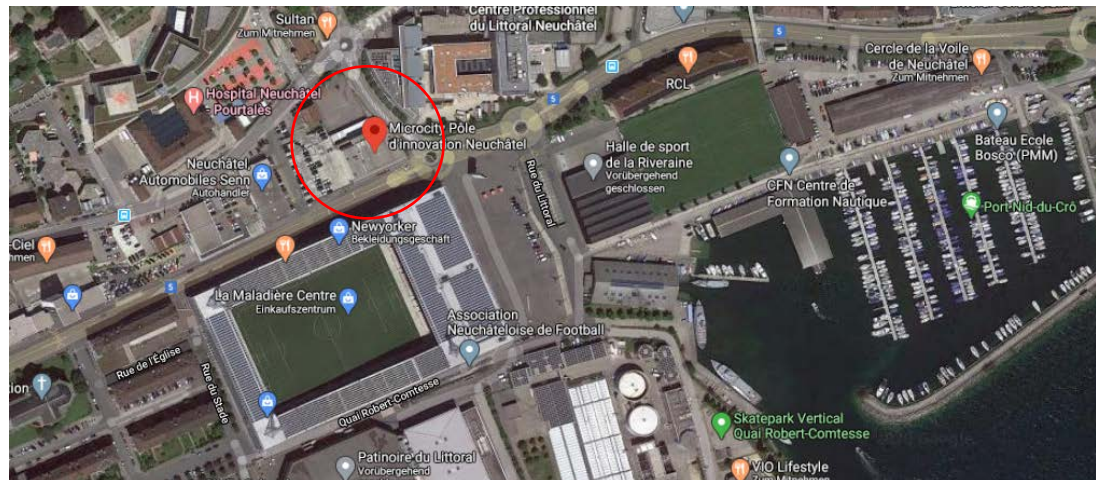 Sultan
Zum Mitnehmen
Centre Professionnel
du Littoral Neuchâtel
5
Cercle de la Voile
de Neuchâtel
Zum Mitnehmen
RCL
H
Hospital Neuchâtel
- Pourtalès
5
Microcity Pôle
d'innovation Neuchâtel
Bateau Ecole
Bosco (PMM)
Halle de sport
de la Riveraine
Vorübergehend
geschlossen
Neuchâtel
Automobiles Senn
Autohändler
Rue du Littoral
CFN Centre de
Formation Nautique
Port-Nid-du-Crô
-Ciel
hmen
Newyorker
Bekleidungsgeschäft
5
La Maladière Centre
Einkaufszentrum
Association
Neuchâteloise de Football
Rue de l'Eglise
Rue du Stade
tion
Quai Robert-Comtesse
Skatepark Vertical
Quai Robert-Comtesse
Patinoire du Littoral
Vorübergehend
VIO Lifestyle
Zum Mitnehmen